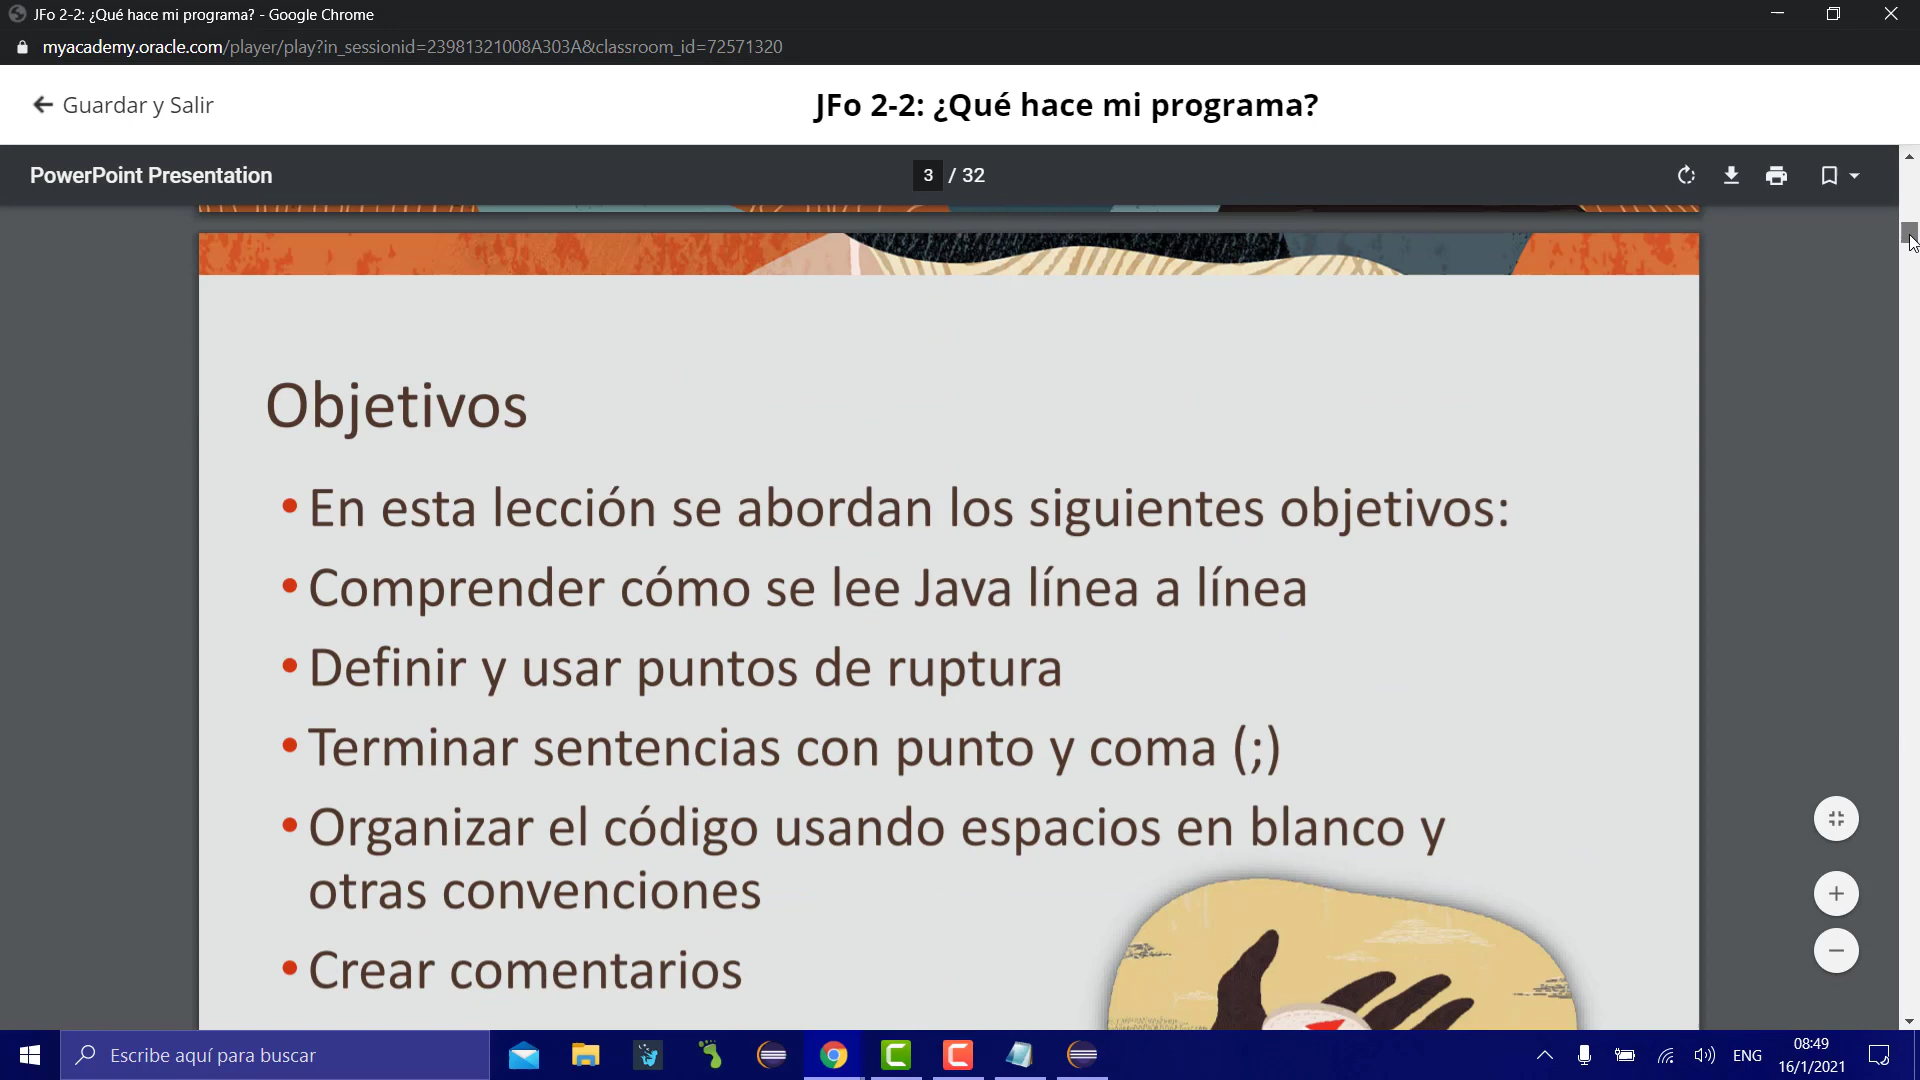 JFo 2-2: ¿Qué hace mi programa? - Google Chrome
myacademy.oracle.com/player/play?in_sessionid=23981321008A303A&classroom_id=72571320
Guardar y Salir
JFo 2-2: ¿Qué hace mi programa?
PowerPoint Presentation
3 / 32
Objetivos
• En esta lección se abordan los siguientes objetivos:
• Comprender cómo se lee Java línea a línea
• Definir y usar puntos de ruptura
• Terminar sentencias con punto y coma (;)
• Organizar el código usando espacios en blanco y
otras convenciones
• Crear comentarios
Escribe aquí para buscar
ENG
08:49
16/1/2021